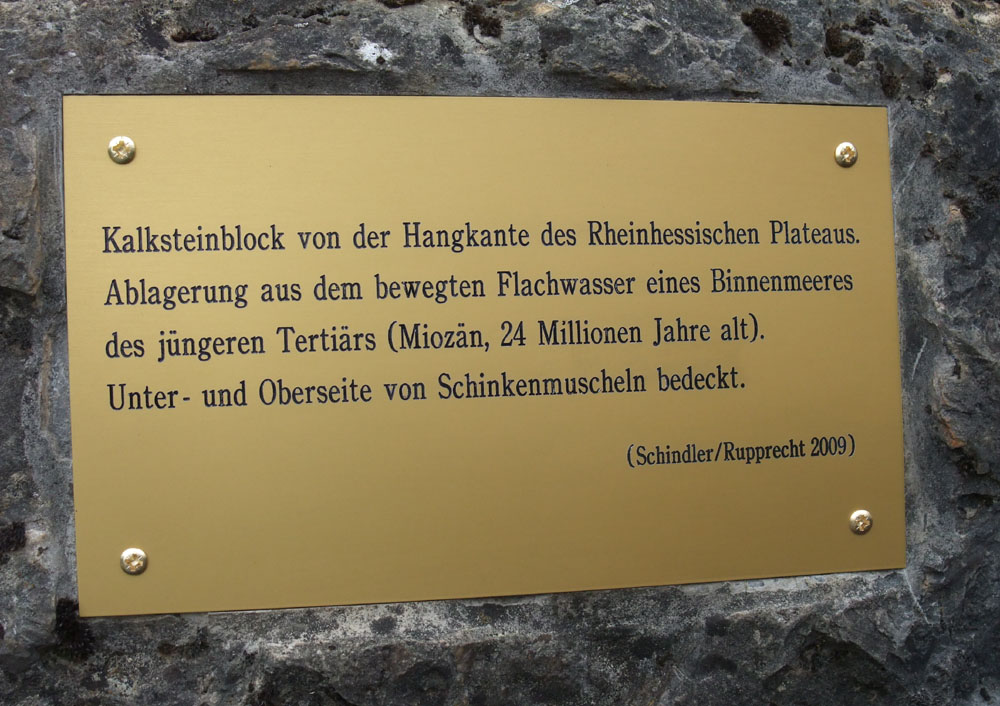 Kalksteinblock von der Hangkante des Rheinhessischen Plateaus.
Ablagerung aus dem bewegten Flachwasser eines Binnenmeeres
des jüngeren Tertiärs (Miozän, 24 Millionen Jahre alt).
Unter- und Oberseite von Schinkenmuscheln bedeckt.
(Schindler/Rupprecht 2009)